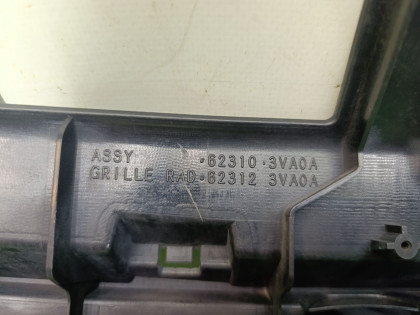 ASSY -62310-3VA0A
GRILLE RAD-62312 3VA0A